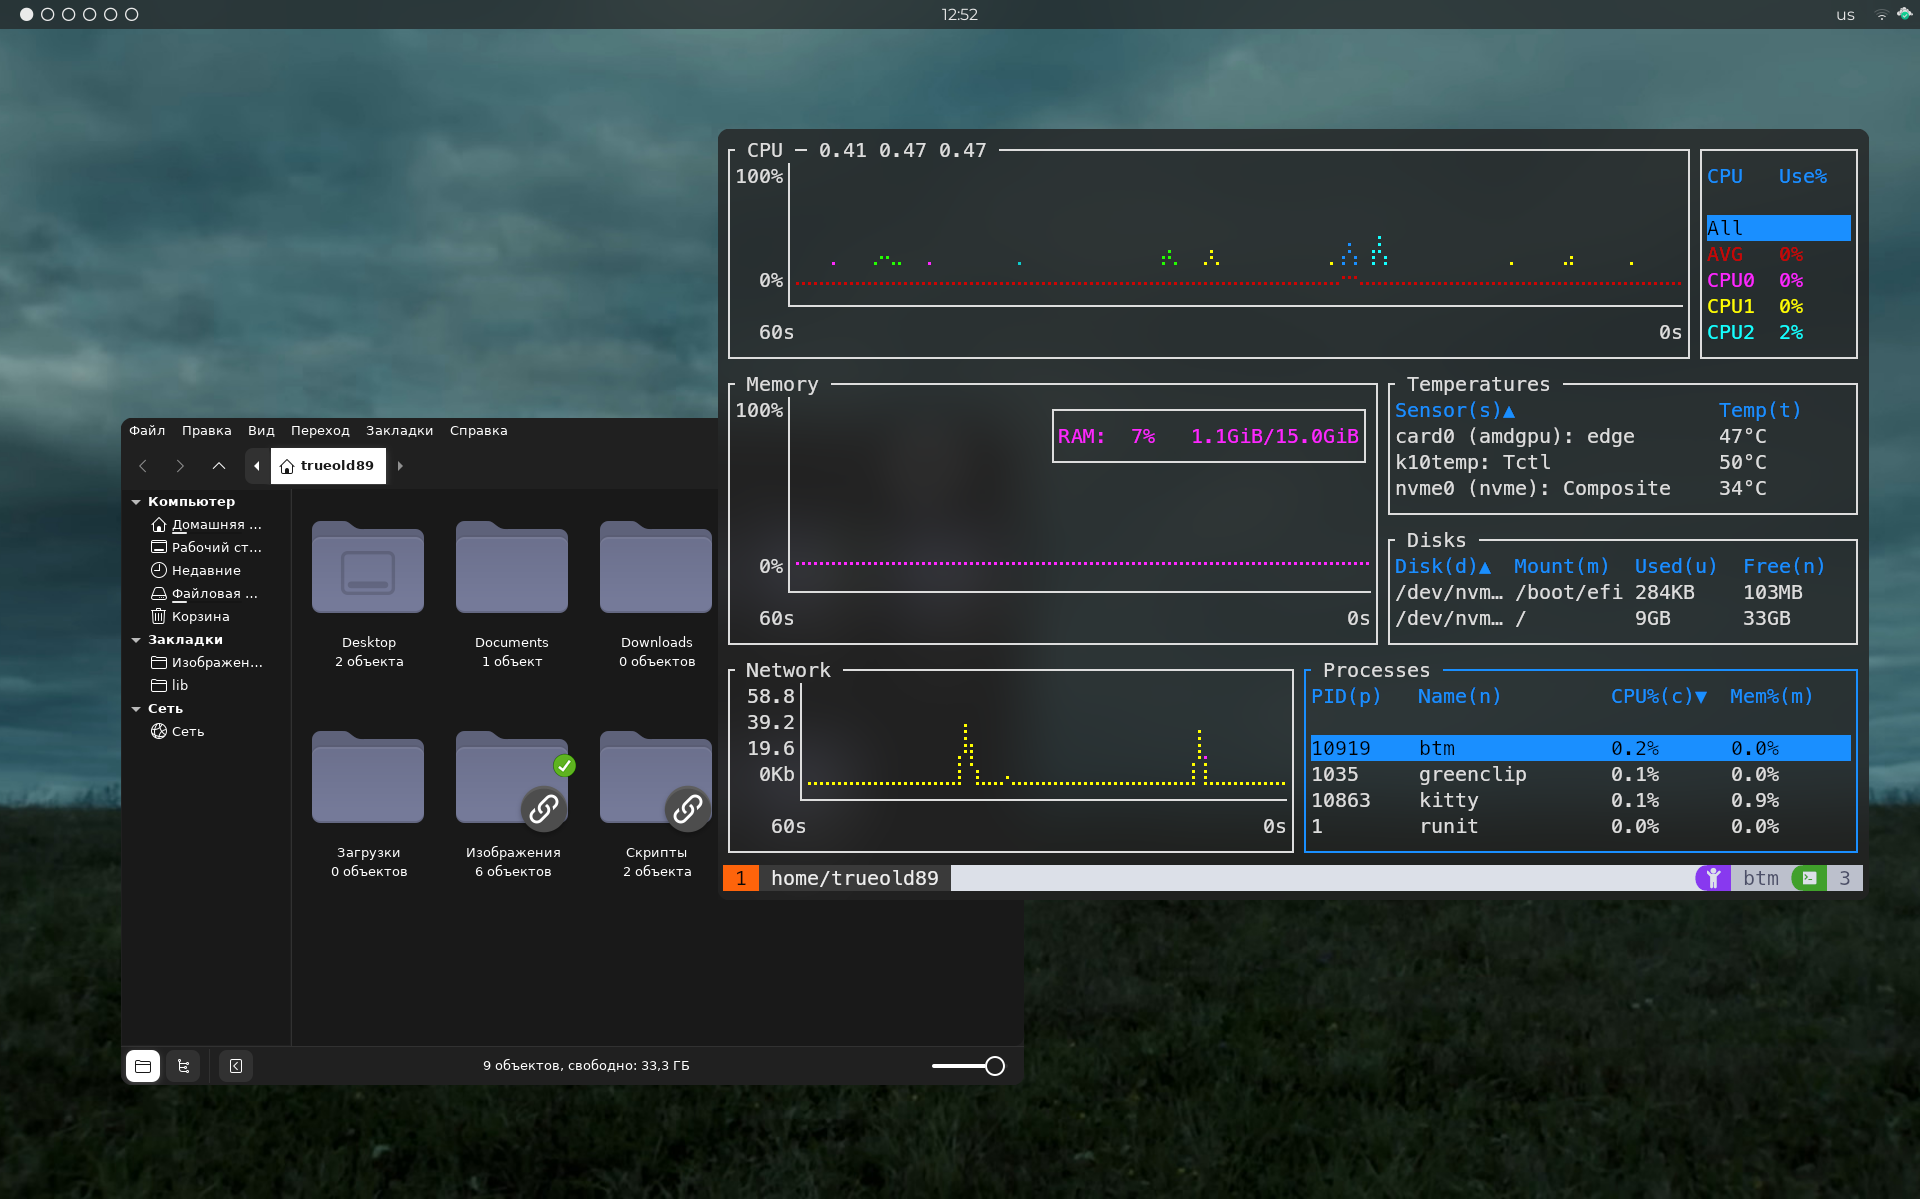 12:52
us
CPU — 0.41 0.47 0.47
100%
0%
60s 0s
CPU Use%
All
AVG 0%
CPU0 0%
CPU1 0%
CPU2 2%
Memory
100%
RAM: 7% 1.1GiB/15.0GiB
0%
60s 0s
Temperatures
Sensor(s)▲ Temp(t)
card0 (amdgpu): edge 47°C
k10temp: Tctl 50°C
nvme0 (nvme): Composite 34°C
Disks
Disk(d)▲ Mount(m) Used(u) Free(n)
/dev/nvm… /boot/efi 284KB 103MB
/dev/nvm… / 9GB 33GB
Network
58.8
39.2
19.6
0Kb
60s 0s
Processes
PID(p) Name(n) CPU%(c)▼ Mem%(m)
10919 btm 0.2% 0.0%
1035 greenclip 0.1% 0.0%
10863 kitty 0.1% 0.9%
1 runit 0.0% 0.0%
1 home/trueold89 btm 3
Файл Правка Вид Переход Закладки Справка
trueold89
Компьютер
Домашняя ...
Рабочий ст...
Недавние
Файловая ...
Корзина
Закладки
Изображен...
lib
Сеть
Сеть
Desktop
2 объекта
Documents
1 объект
Downloads
0 объектов
Загрузки
0 объектов
Изображения
6 объектов
Скрипты
2 объекта
9 объектов, свободно: 33,3 ГБ